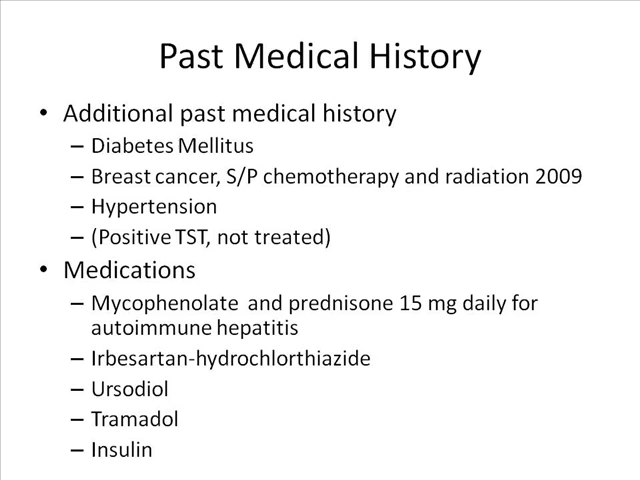 Past Medical History
• Additional past medical history
– Diabetes Mellitus
– Breast cancer, S/P chemotherapy and radiation 2009
– Hypertension
– (Positive TST, not treated)
• Medications
– Mycophenolate and prednisone 15 mg daily for
autoimmune hepatitis
– Irbesartan-hydrochlorthiazide
– Ursodiol
– Tramadol
– Insulin